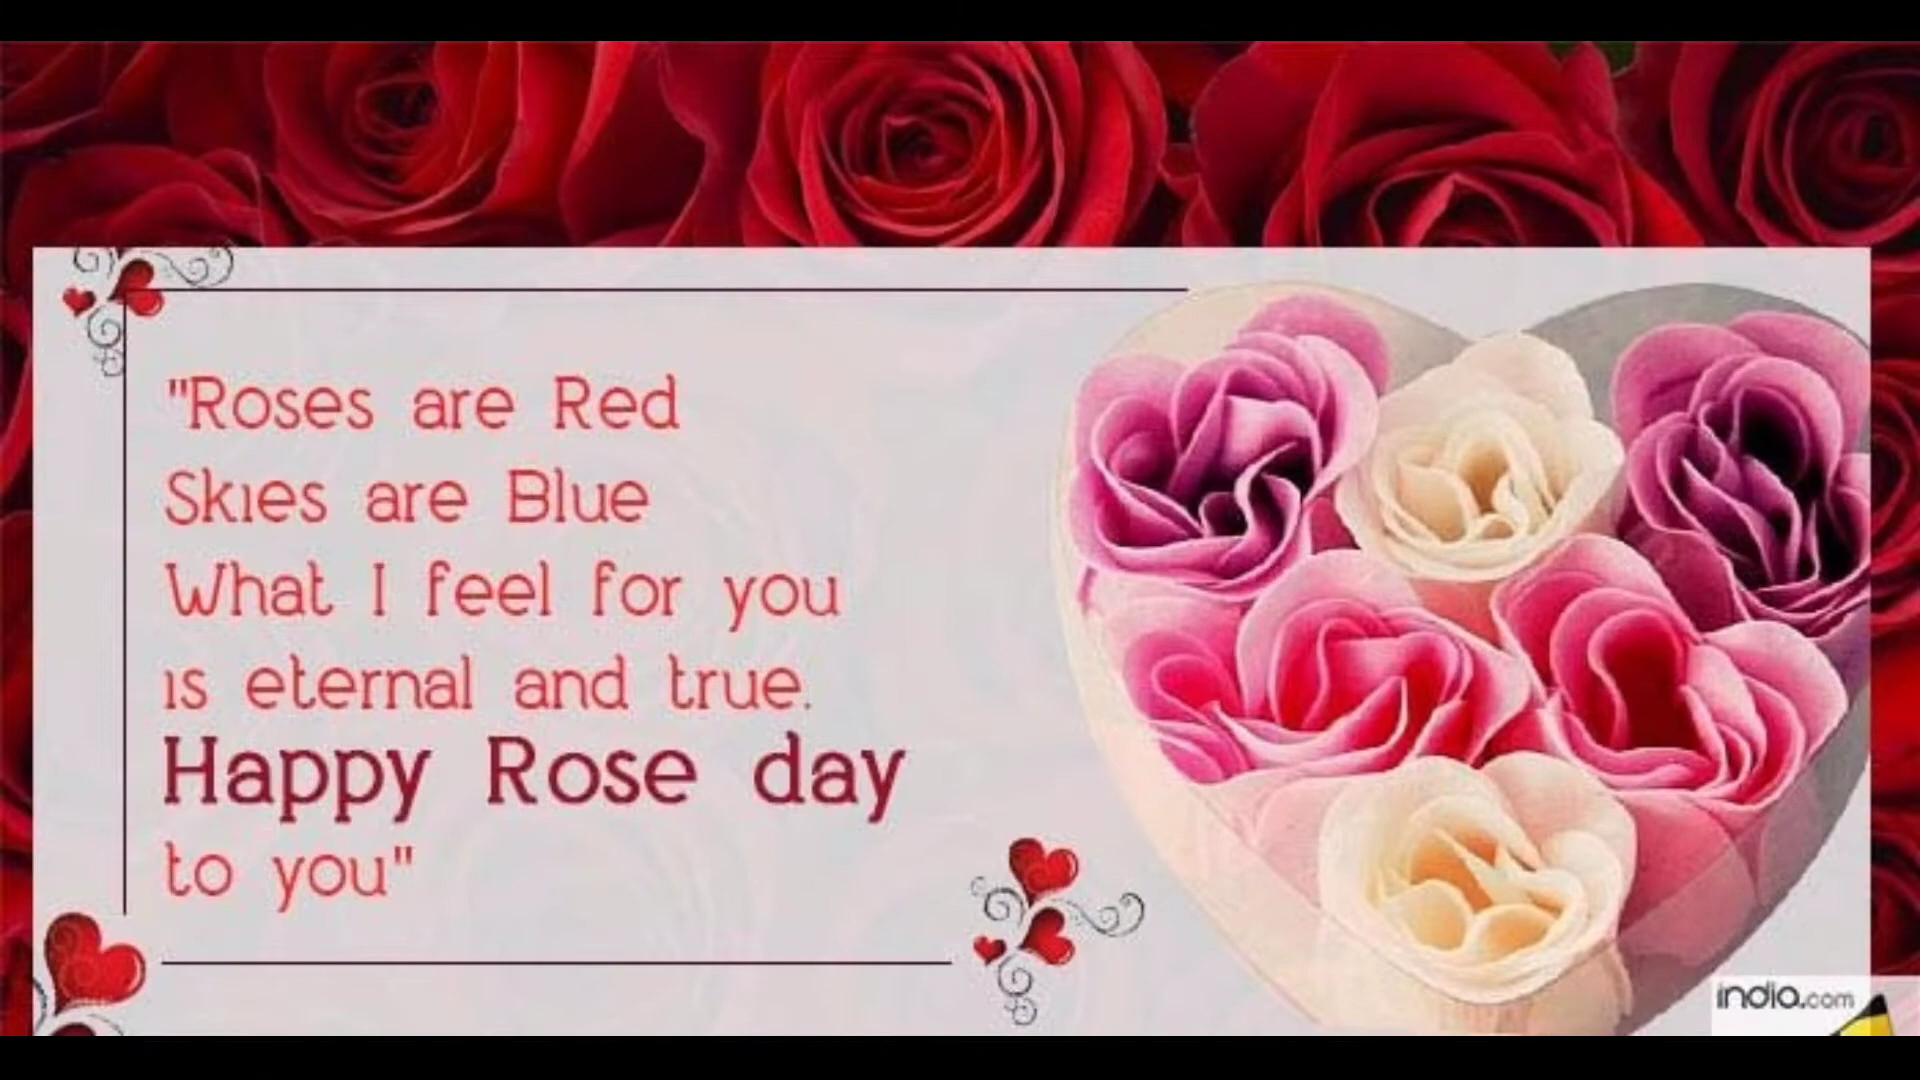 "Roses are Red
Skies are Blue
What I feel for you
is eternal and true.
Happy Rose day
to you"
india.com